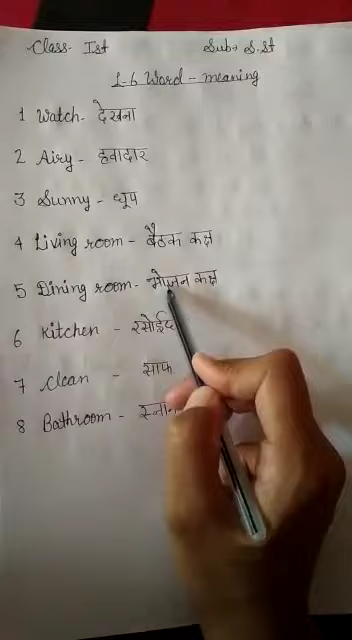 Class- Ist Sub:- S.St
L-6 Word - meaning
1 Watch- देखना
2 Airy- हवादार
3 Sunny - धूप
4 Living room - बैठक कक्ष
5 Dining room- भोजन कक्ष
6 Kitchen - रसोई
7 Clean - साफ
8 Bathroom - स्नान